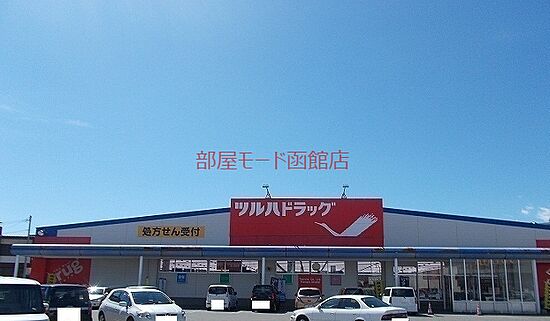 部屋モード函館店
ツルハドラッグ
処方せん受付
Drug